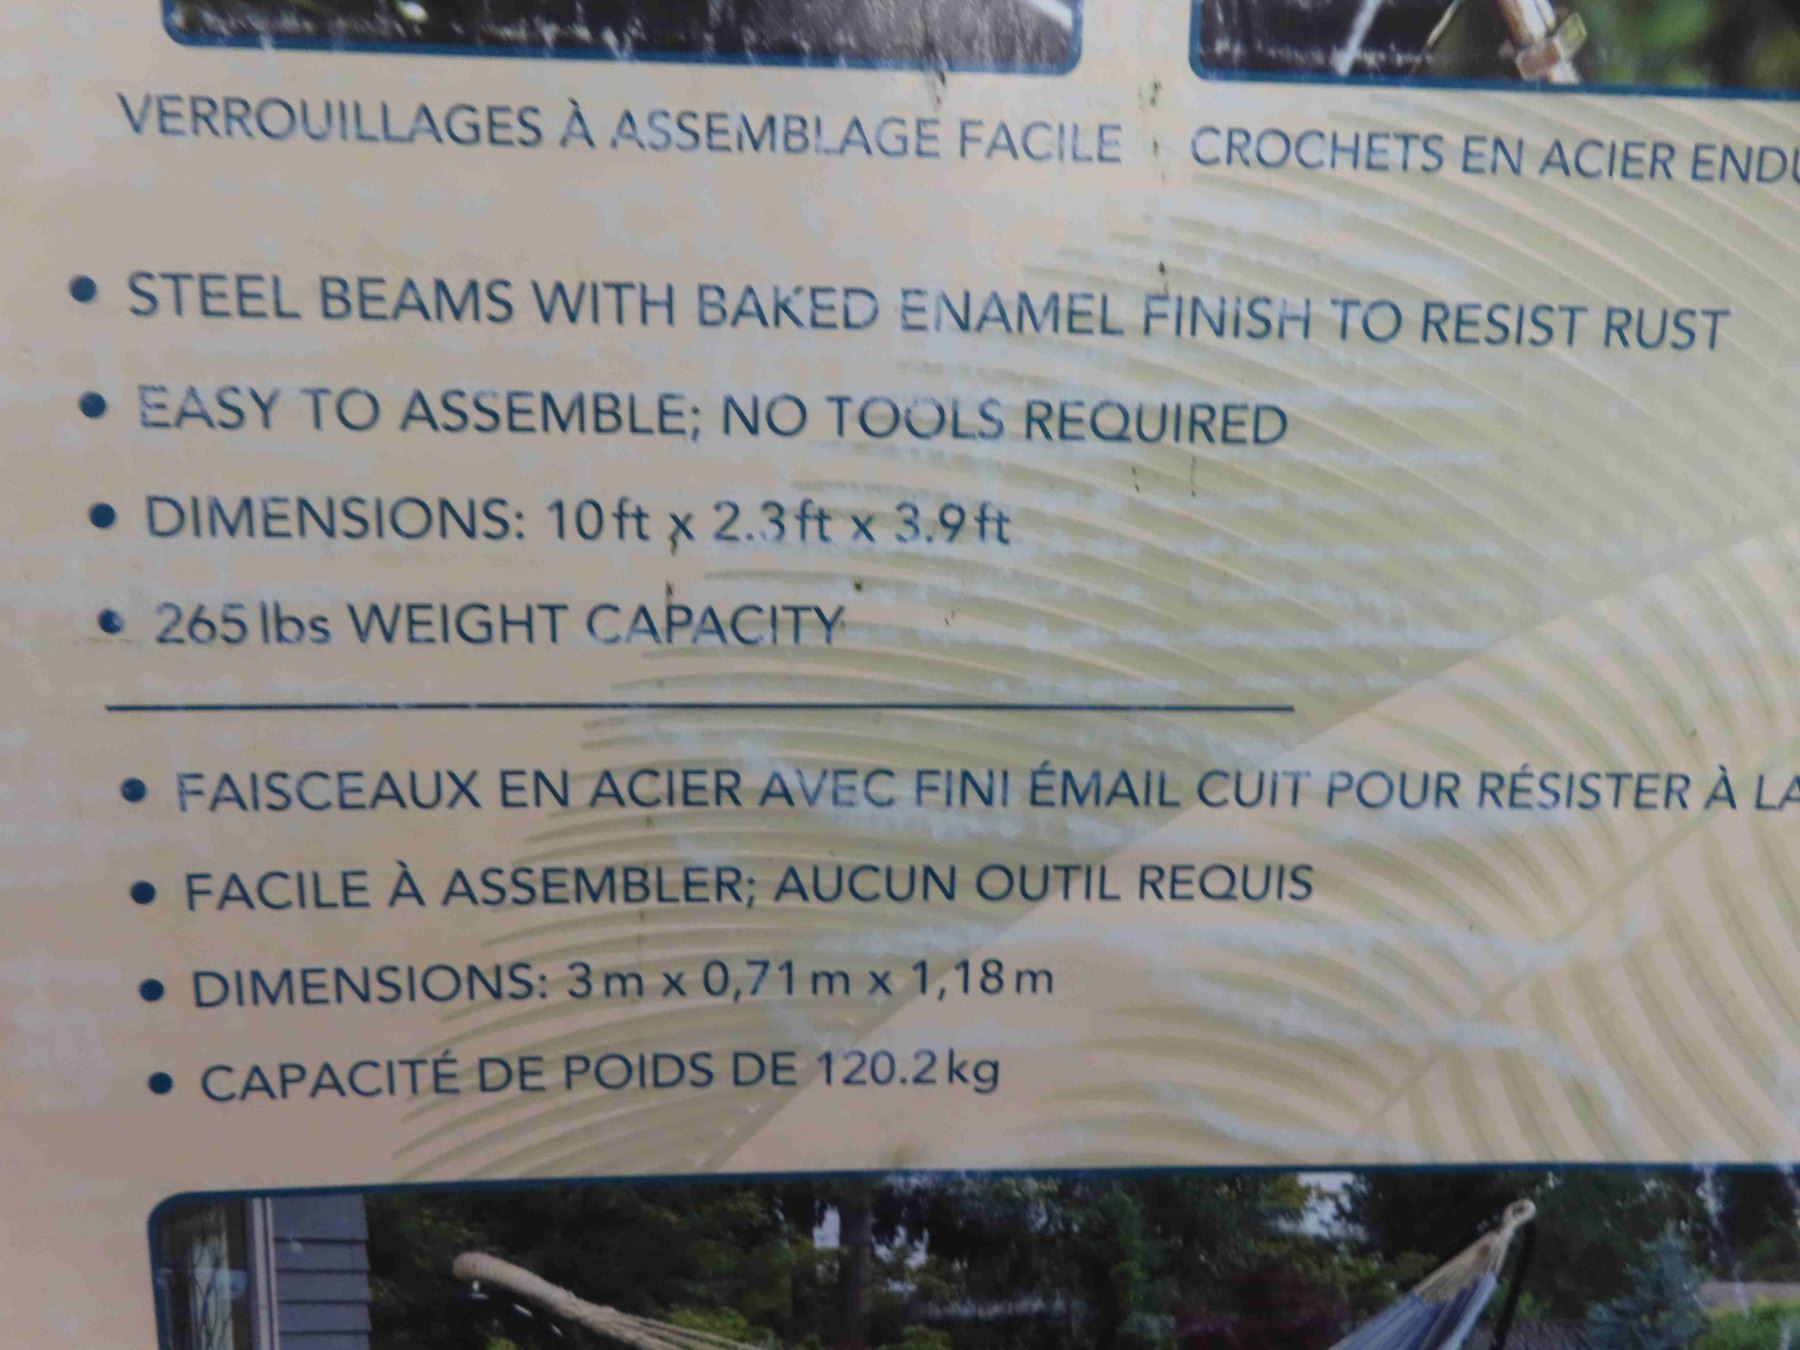 VERROUILLAGES À ASSEMBLAGE FACILE
CROCHETS EN ACIER
• STEEL BEAMS WITH BAKED ENAMEL FINISH TO RESIST RUST
• EASY TO ASSEMBLE; NO TOOLS REQUIRED
• DIMENSIONS: 10ft x 2.3ft x 3.9ft
• 265lbs WEIGHT CAPACITY
• FAISCEAUX EN ACIER AVEC FINI ÉMAIL CUIT POUR RÉSISTER À LA
• FACILE À ASSEMBLER; AUCUN OUTIL REQUIS
• DIMENSIONS: 3m x 0,71m x 1,18m
• CAPACITÉ DE POIDS DE 120.2kg